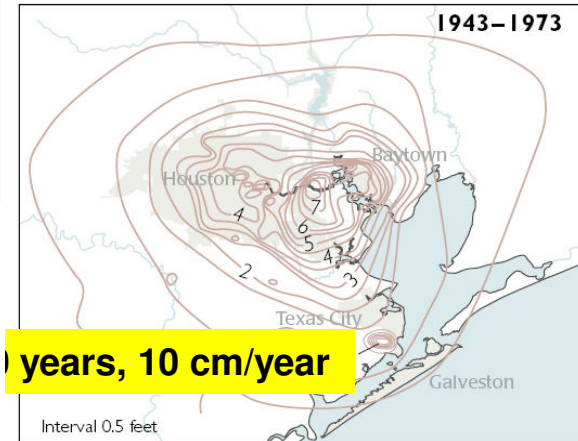 1943–1973
Baytown
Houston
7
4
6
5
4
3
2
Texas City
years, 10 cm/year
Galveston
Interval 0.5 feet